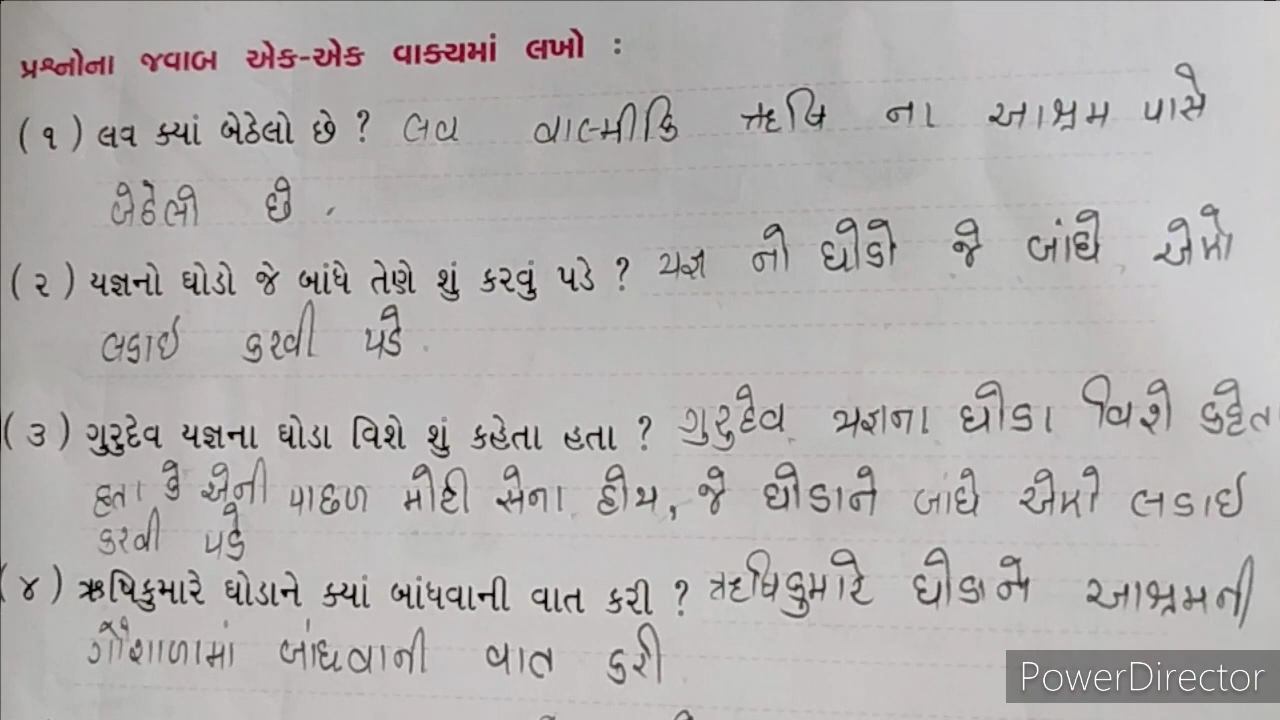 પ્રશ્નોના જવાબ એક-એક વાક્યમાં લખો :
(૧) લવ ક્યાં બેઠેલો છે ? લવ વાલ્મીકિ ઋષિ ના આશ્રમ પાસે
બેઠેલો છે .
(૨) યજ્ઞનો ઘોડો જે બાંધે તેણે શું કરવું પડે ? યજ્ઞ નો ઘોડો જે બાંધે એણે
લડાઇ કરવી પડે .
(૩) ગુરુદેવ યજ્ઞના ઘોડા વિશે શું કહેતા હતા ? ગુરુદેવ યજ્ઞના ઘોડા વિશે કહેતા
હતા કે એની પાછળ મોટી સેના હોય, જે ઘોડાને બાંધે એણે લડાઇ
કરવી પડે
(૪) ઋષિકુમારે ઘોડાને ક્યાં બાંધવાની વાત કરી ? ઋષિકુમારે ઘોડાને આશ્રમની
ગૌશાળામાં બાંધવાની વાત કરી
PowerDirector